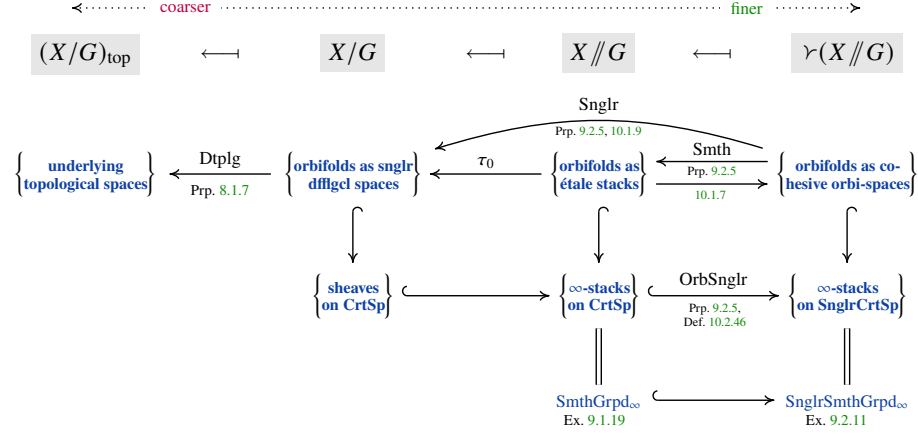 coarser finer
(X/G)top ⟻ X/G ⟻ X⫽G ⟻ ʏ(X⫽G)
Snglr
Prp. 9.2.5, 10.1.9
Dtplg τ0 Smth
{underlying {orbifolds as snglr {orbifolds as {orbifolds as co-
topological spaces} dfflgcl spaces} étale stacks} hesive orbi-spaces}
Prp. 8.1.7 Prp. 9.2.5
10.1.7
OrbSnglr
{sheaves {∞-stacks {∞-stacks
on CrtSp} on CrtSp} on SnglrCrtSp}
Prp. 9.2.5,
Def. 10.2.46
SmthGrpd∞ SnglrSmthGrpd∞
Ex. 9.1.19 Ex. 9.2.11